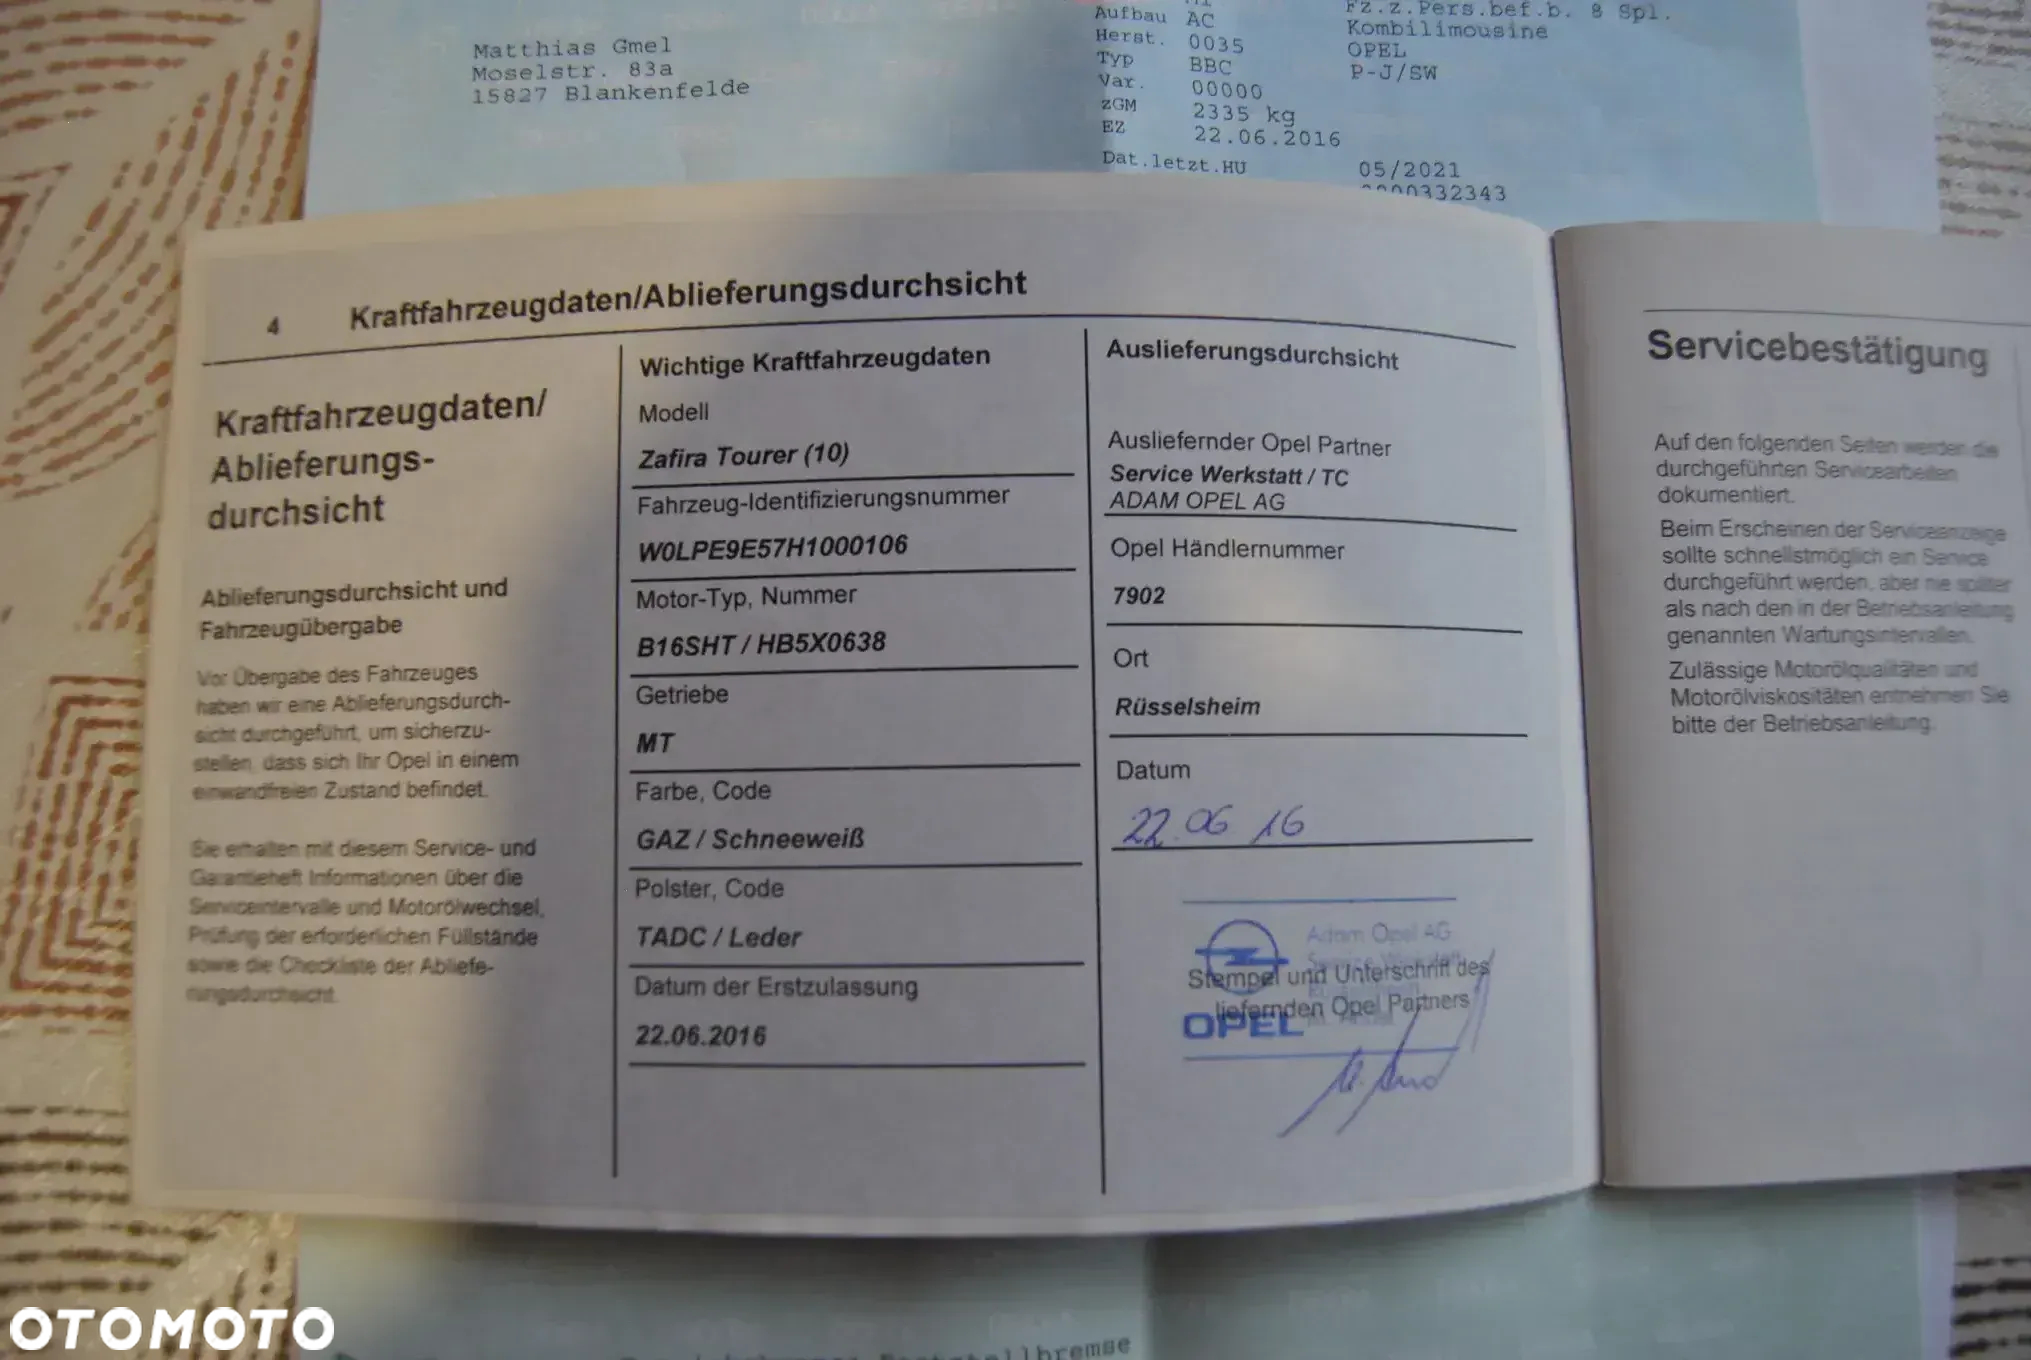 Matthias Gmel
Moselstr. 83a
15827 Blankenfelde
Fz.z.Pers.bef.b. 8 Spl.
Aufbau AC Kombilimousine
Herst. 0035 OPEL
Typ BBC P-J/SW
Var. 00000
zGM 2335 kg
EZ 22.06.2016
Dat.letzt.HU 05/2021
332343
4 Kraftfahrzeugdaten/Ablieferungsdurchsicht
Kraftfahrzeugdaten/
Ablieferungs-
durchsicht
Ablieferungsdurchsicht und
Fahrzeugübergabe
Vor Übergabe des Fahrzeuges
haben wir eine Ablieferungsdurch-
sicht durchgeführt, um sicherzu-
stellen, dass sich Ihr Opel in einem
einwandfreien Zustand befindet.
Sie erhalten mit diesem Service- und
Garantieheft Informationen über die
Serviceintervalle und Motorölwechsel,
Prüfung der erforderlichen Füllstände
sowie die Checkliste der Abliefe-
rungsdurchsicht.
Wichtige Kraftfahrzeugdaten
Modell
Zafira Tourer (10)
Fahrzeug-Identifizierungsnummer
W0LPE9E57H1000106
Motor-Typ, Nummer
B16SHT / HB5X0638
Getriebe
MT
Farbe, Code
GAZ / Schneeweiß
Polster, Code
TADC / Leder
Datum der Erstzulassung
22.06.2016
Auslieferungsdurchsicht
Ausliefernder Opel Partner
Service Werkstatt / TC
ADAM OPEL AG
Opel Händlernummer
7902
Ort
Rüsselsheim
Datum
22.06 16
Adam Opel AG
Stempel und Unterschrift des
liefernden Opel Partners
OPEL
Servicebestätigung
Auf den folgenden Seiten werden die
durchgeführten Servicearbeiten
dokumentiert.
Beim Erscheinen der Serviceanzeige
sollte schnellstmöglich ein Service
durchgeführt werden, aber nie später
als nach den in der Betriebsanleitung
genannten Wartungsintervallen.
Zulässige Motorölqualitäten und
Motorölviskositäten entnehmen Sie
bitte der Betriebsanleitung.
OTOMOTO